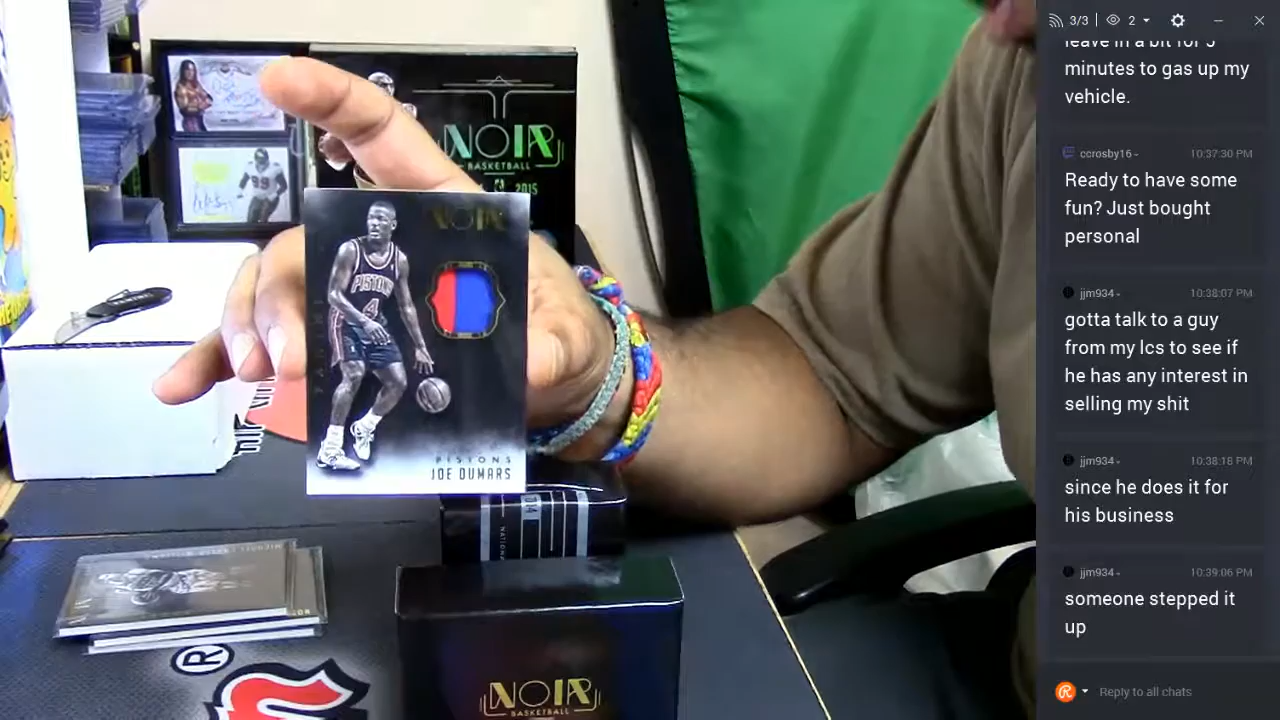 NOIR
BASKETBALL
2015
NOIR
PISTONS
4
PISTONS
JOE DUMARS
NOIR
BASKETBALL
®
3/3
2
leave in a bit for 5
minutes to gas up my
vehicle.
ccrosby16
10:37:30 PM
Ready to have some
fun? Just bought
personal
jjm934
10:38:07 PM
gotta talk to a guy
from my lcs to see if
he has any interest in
selling my shit
jjm934
10:38:18 PM
since he does it for
his business
jjm934
10:39:06 PM
someone stepped it
up
Reply to all chats